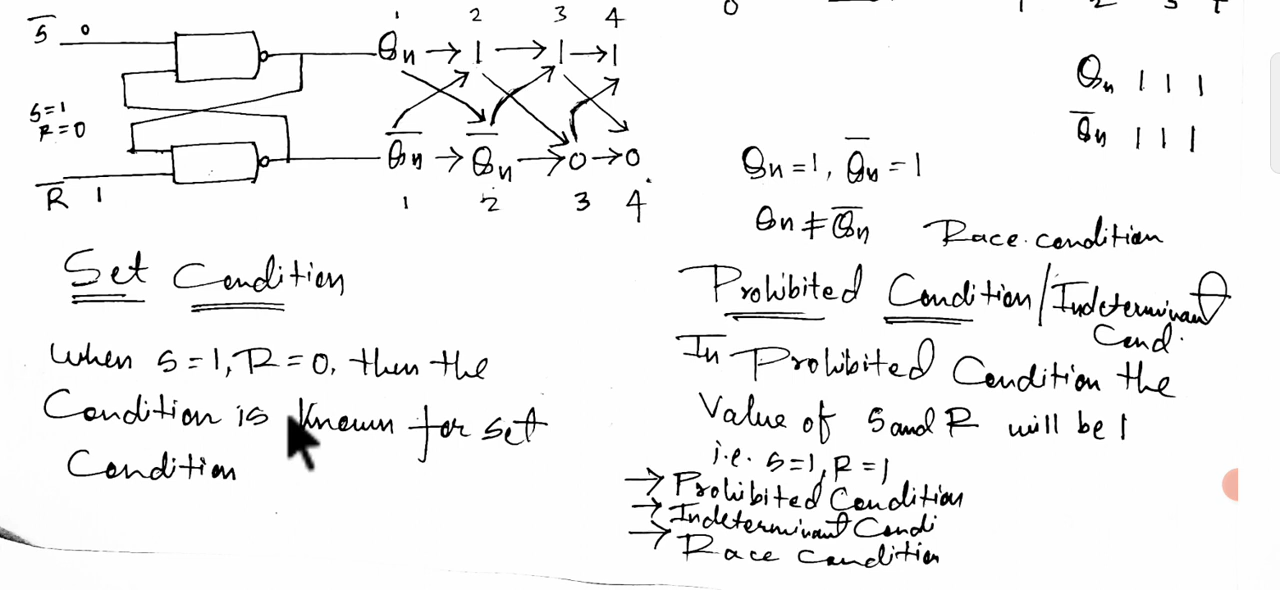 S̅ 0
1 2 3 4
Qn → 1 → 1 → 1
S=1
R=0
Q̅n → Q̅n → 0 → 0
R̅ 1
1 2 3 4
Set Condition
When S=1, R=0, then the
Condition is known for set
Condition
0
Qn 1 1 1
Q̅n 1 1 1
Qn=1, Q̅n=1
Qn≠Q̅n Race condition
Prohibited Condition/Indeterminant
Cond.
In Prohibited Condition the
Value of S and R will be 1
i.e. S=1, R=1
→ Prohibited Condition
→ Indeterminant Condi
→ Race condition